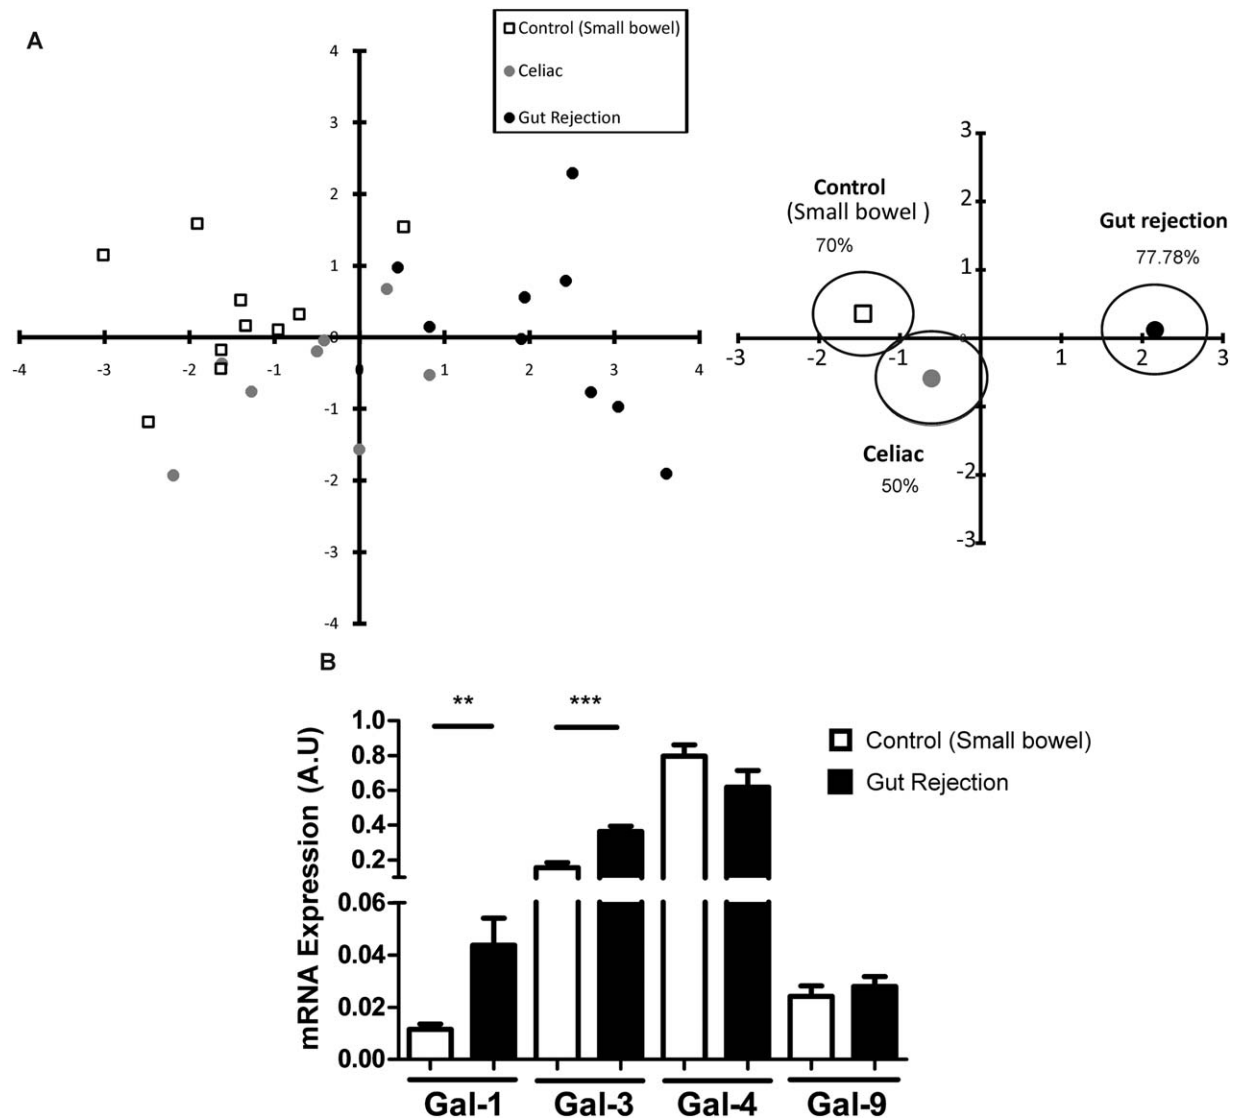 A
Control (Small bowel)
Celiac
Gut Rejection
4
3
2
1
0
-4 -3 -2 -1 0 1 2 3 4
-1
-2
-3
-4
3
2
1
0
-3 -2 -1 1 2 3
-2
-3
Control
(Small bowel )
70%
Gut rejection
77.78%
Celiac
50%
B
** ***
mRNA Expression (A.U)
1.0
0.8
0.6
0.4
0.2
0.06
0.04
0.02
0.00
Control (Small bowel)
Gut Rejection
Gal-1 Gal-3 Gal-4 Gal-9